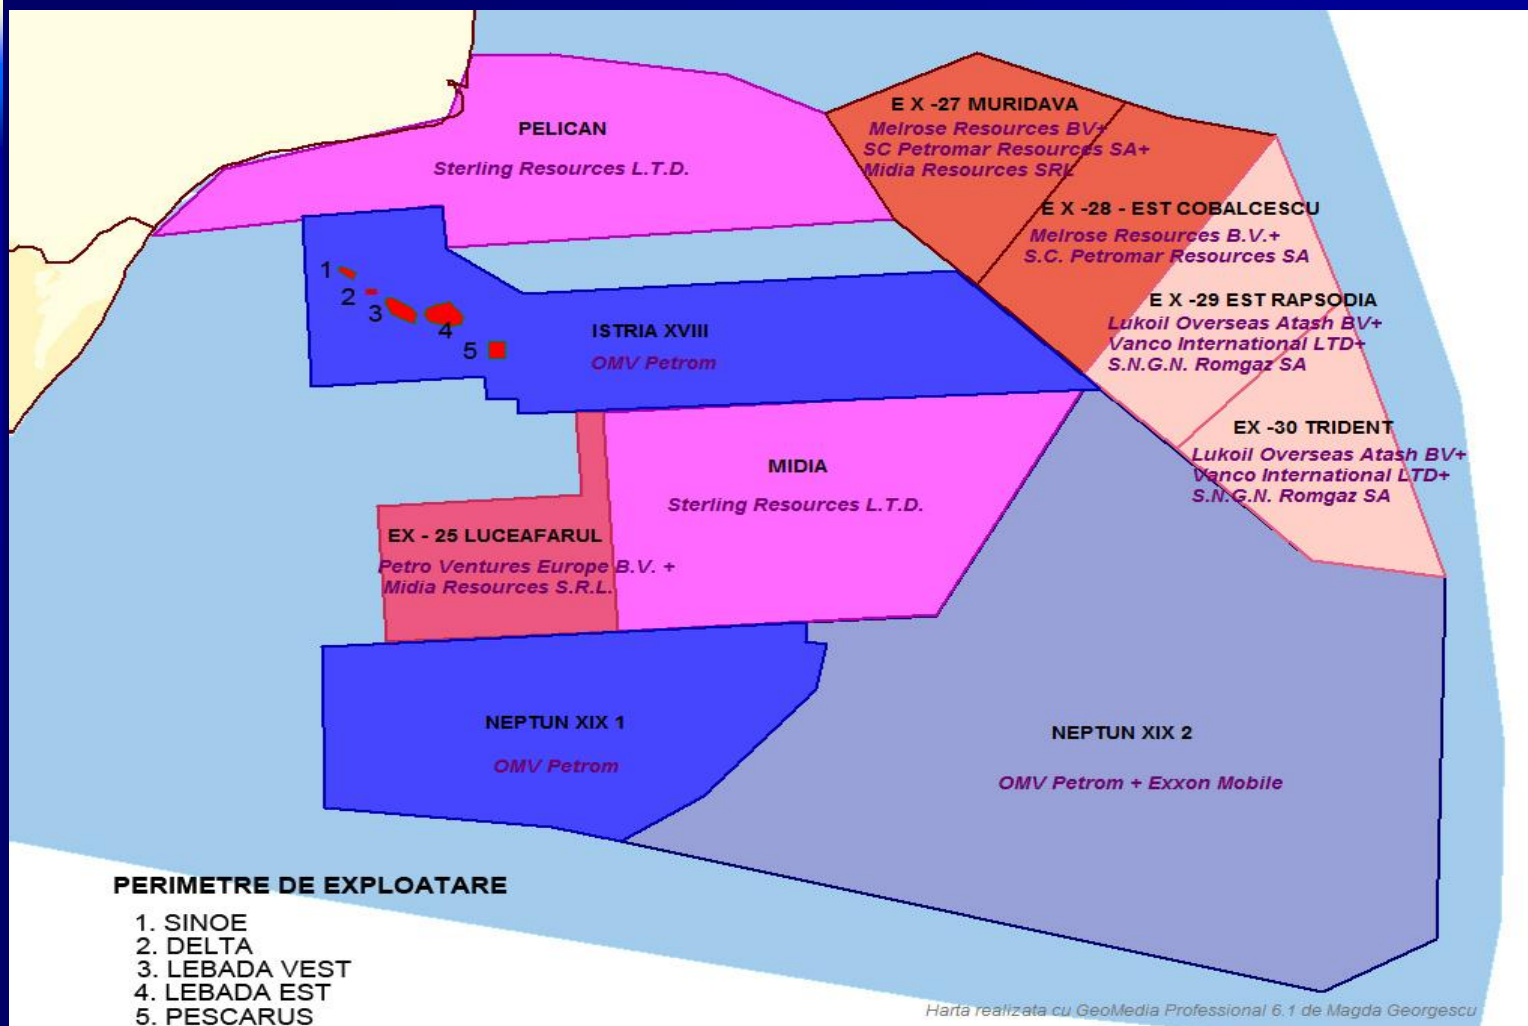 PELICAN
Sterling Resources L.T.D.
E X -27 MURIDAVA
Melrose Resources BV+
SC Petromar Resources SA+
Midia Resources SRL
E X -28 - EST COBALCESCU
Melrose Resources B.V.+
S.C. Petromar Resources SA
E X -29 EST RAPSODIA
Lukoil Overseas Atash BV+
Vanco International LTD+
S.N.G.N. Romgaz SA
EX -30 TRIDENT
Lukoil Overseas Atash BV+
Vanco International LTD+
S.N.G.N. Romgaz SA
1
2
3
4
5
ISTRIA XVIII
OMV Petrom
MIDIA
Sterling Resources L.T.D.
EX - 25 LUCEAFARUL
Petro Ventures Europe B.V. +
Midia Resources S.R.L.
NEPTUN XIX 1
OMV Petrom
NEPTUN XIX 2
OMV Petrom + Exxon Mobile
PERIMETRE DE EXPLOATARE
1. SINOE
2. DELTA
3. LEBADA VEST
4. LEBADA EST
5. PESCARUS
Harta realizata cu GeoMedia Professional 6.1 de Magda Georgescu